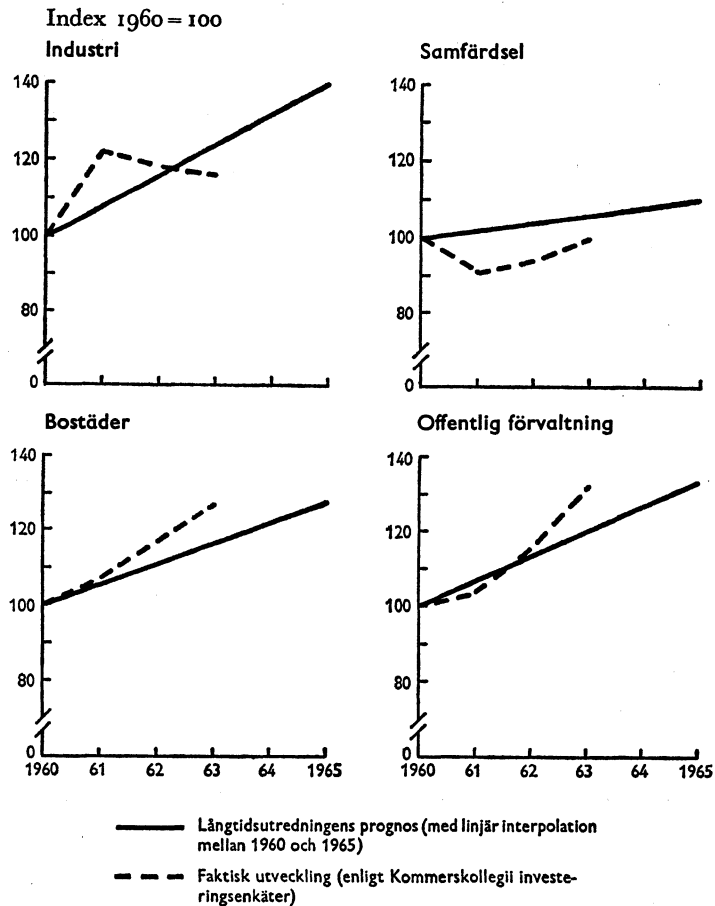 Index 1960 = 100
Industri
140
120
100
80
0
Samfärdsel
140
120
100
80
0
Bostäder
140
120
100
80
0
1960 61 62 63 64 1965
Offentlig förvaltning
140
120
100
80
0
1960 61 62 63 64 1965
Långtidsutredningens prognos (med linjär interpolation
mellan 1960 och 1965)
Faktisk utveckling (enligt Kommerskollegii investe-
ringsenkäter)